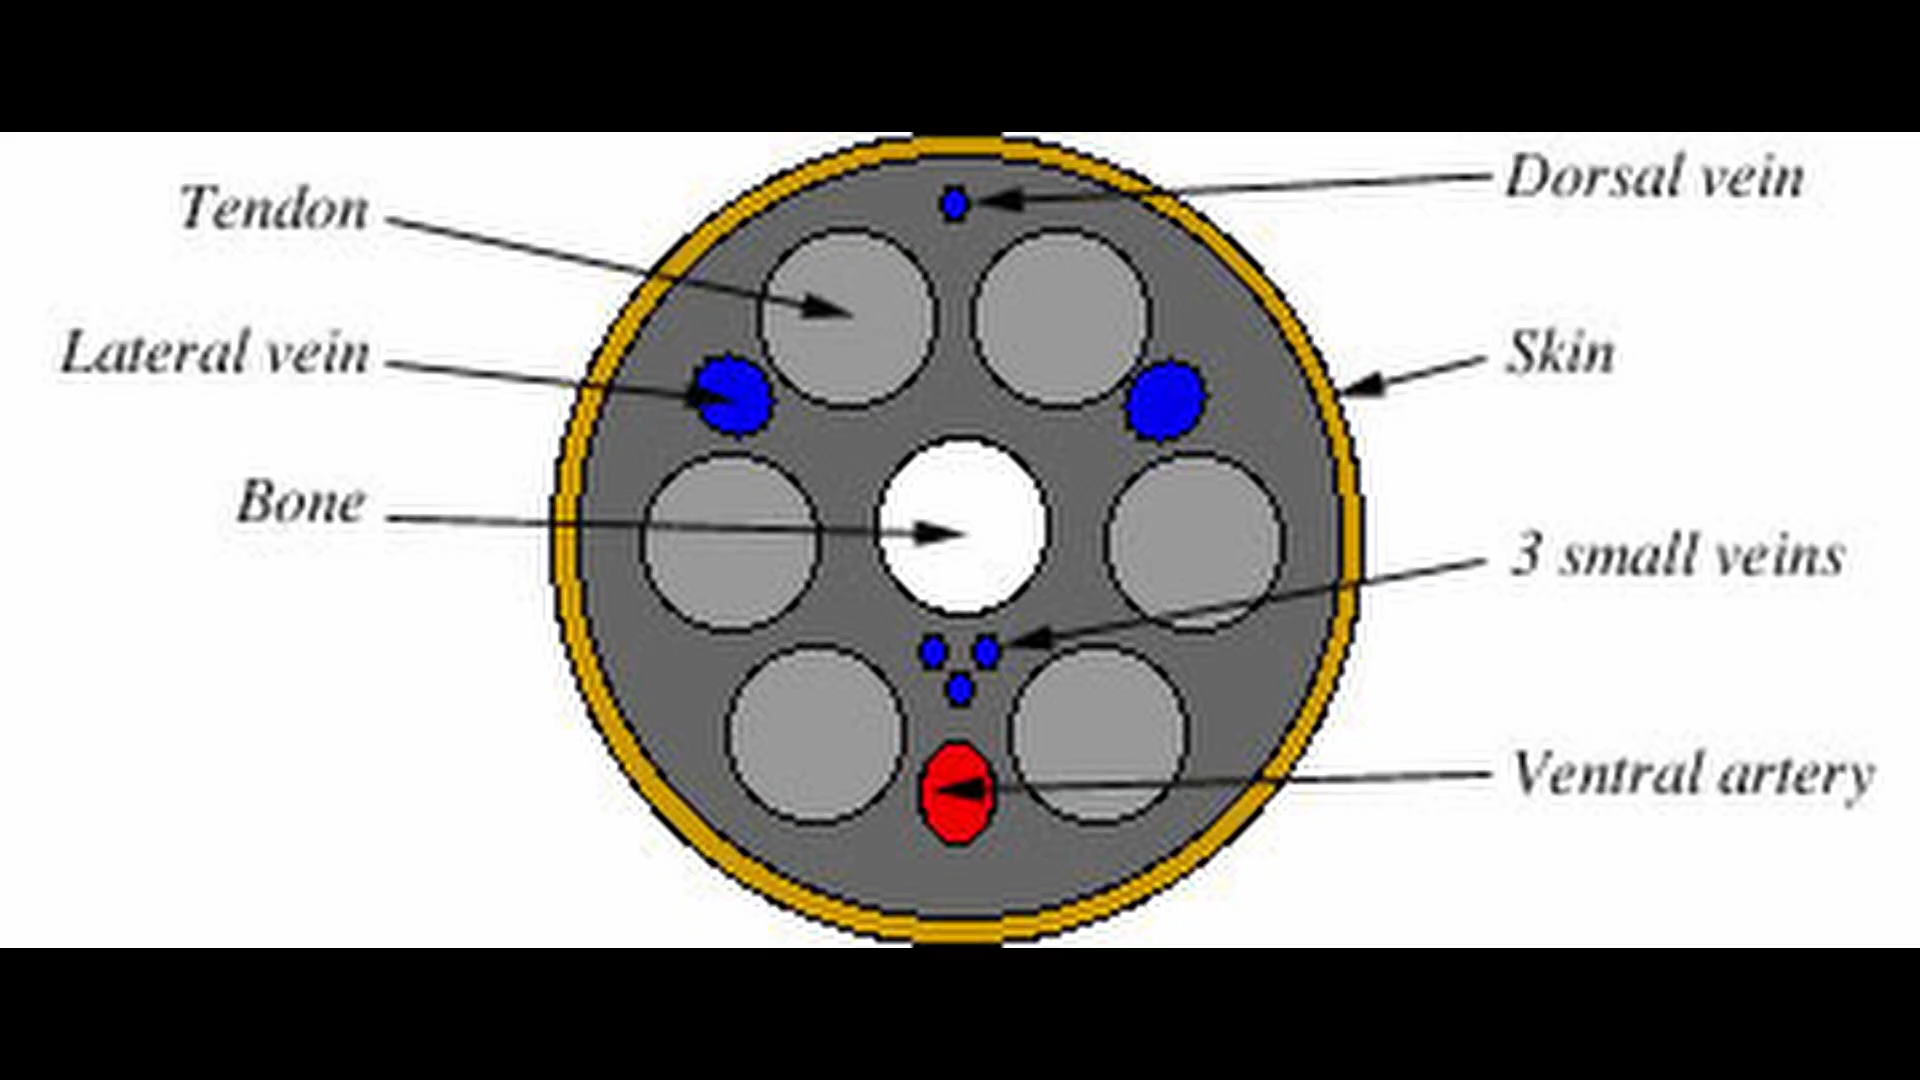 Tendon
Lateral vein
Bone
Dorsal vein
Skin
3 small veins
Ventral artery